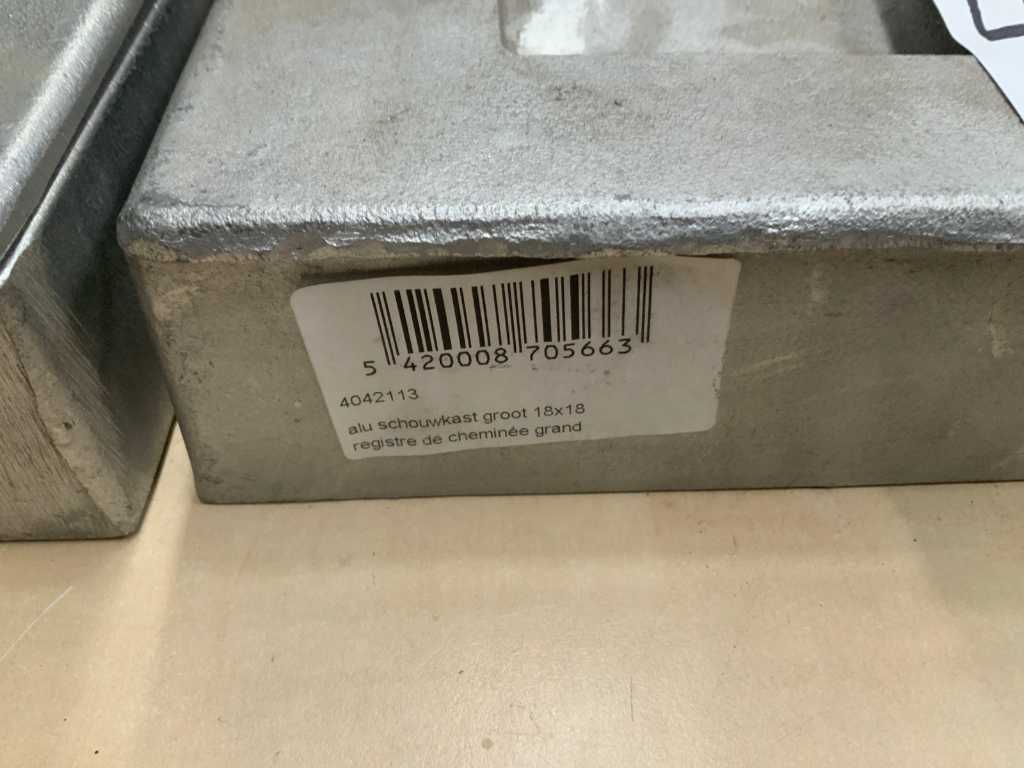 5 420008 705663
4042113
alu schouwkast groot 18x18
registre de cheminée grand